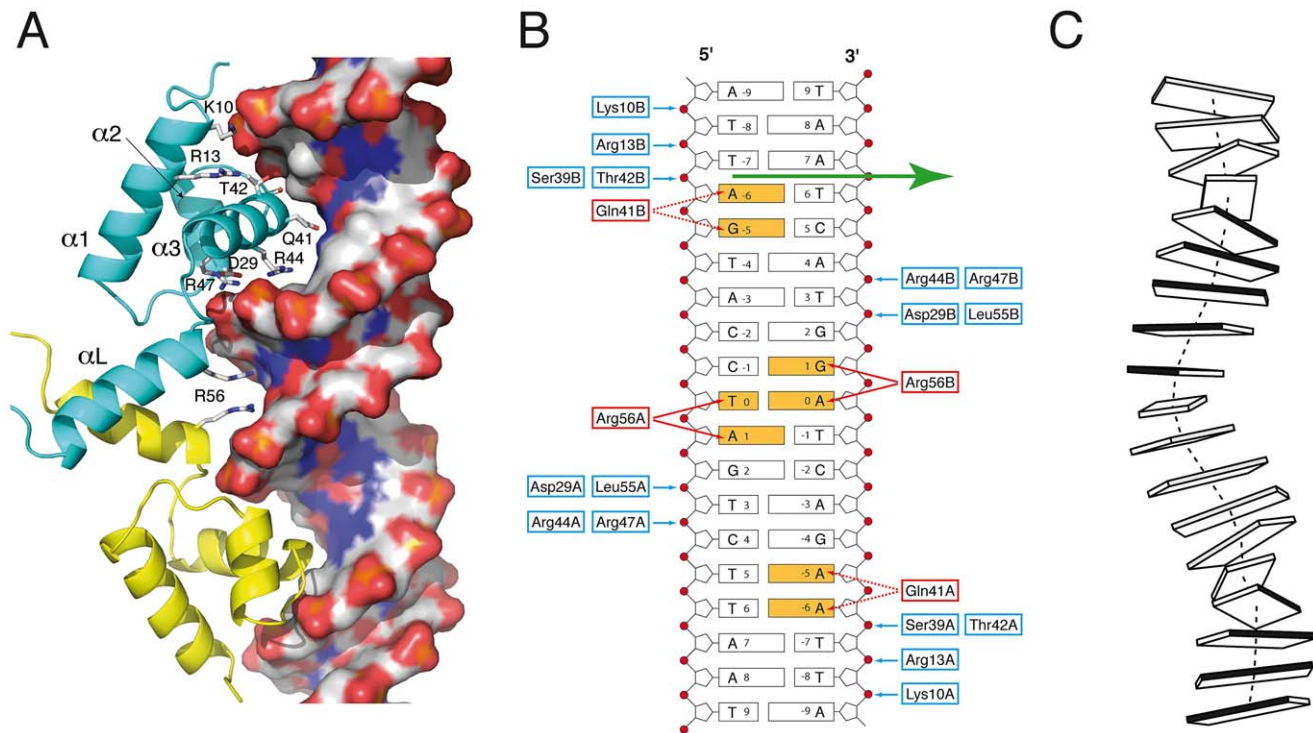 A
K10
α2
R13
T42
α1
α3
Q41
D29
R44
R47
αL
R56
B
5' 3'
A -9 9 T
Lys10B
T -8 8 A
Arg13B
T -7 7 A
Ser39B Thr42B
A -6 6 T
Gln41B
G -5 5 C
T -4 4 A
Arg44B Arg47B
A -3 3 T
Asp29B Leu55B
C -2 2 G
C -1 1 G
Arg56B
T 0 0 A
Arg56A
A 1 -1 T
G 2 -2 C
Asp29A Leu55A
T 3 -3 A
Arg44A Arg47A
C 4 -4 G
T 5 -5 A
Gln41A
T 6 -6 A
Ser39A Thr42A
A 7 -7 T
Arg13A
A 8 -8 T
Lys10A
T 9 -9 A
C